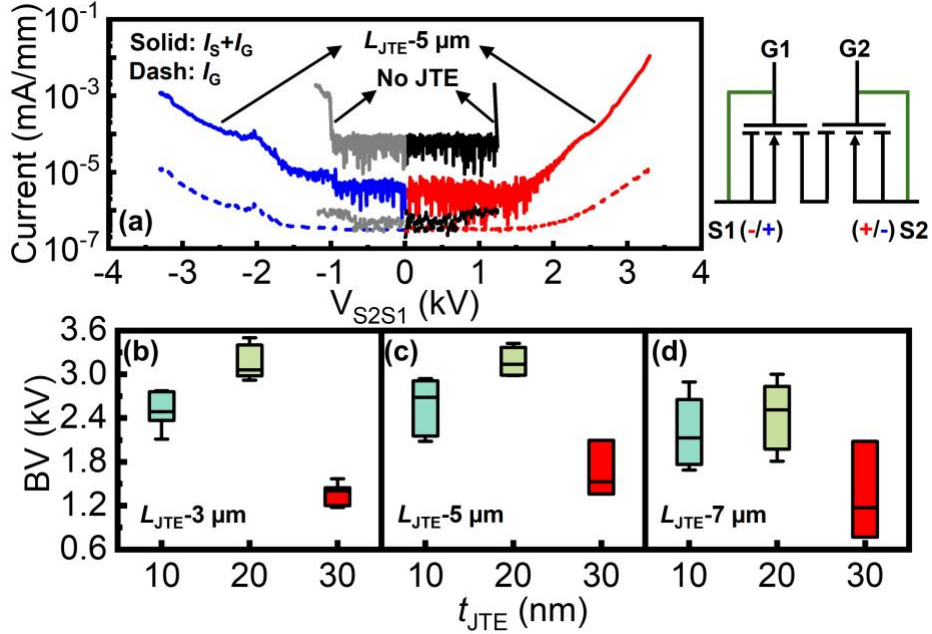 10⁻¹
10⁻³
10⁻⁵
10⁻⁷
Current (mA/mm)
Solid: I_S+I_G
Dash: I_G
L_JTE-5 μm
No JTE
(a)
-4 -3 -2 -1 0 1 2 3 4
V_S2S1 (kV)
G1 G2
S1 (-/+) (+/-) S2
3.6
3.0
2.4
1.8
1.2
0.6
BV (kV)
(b) (c) (d)
L_JTE-3 μm L_JTE-5 μm L_JTE-7 μm
10 20 30 10 20 30 10 20 30
t_JTE (nm)